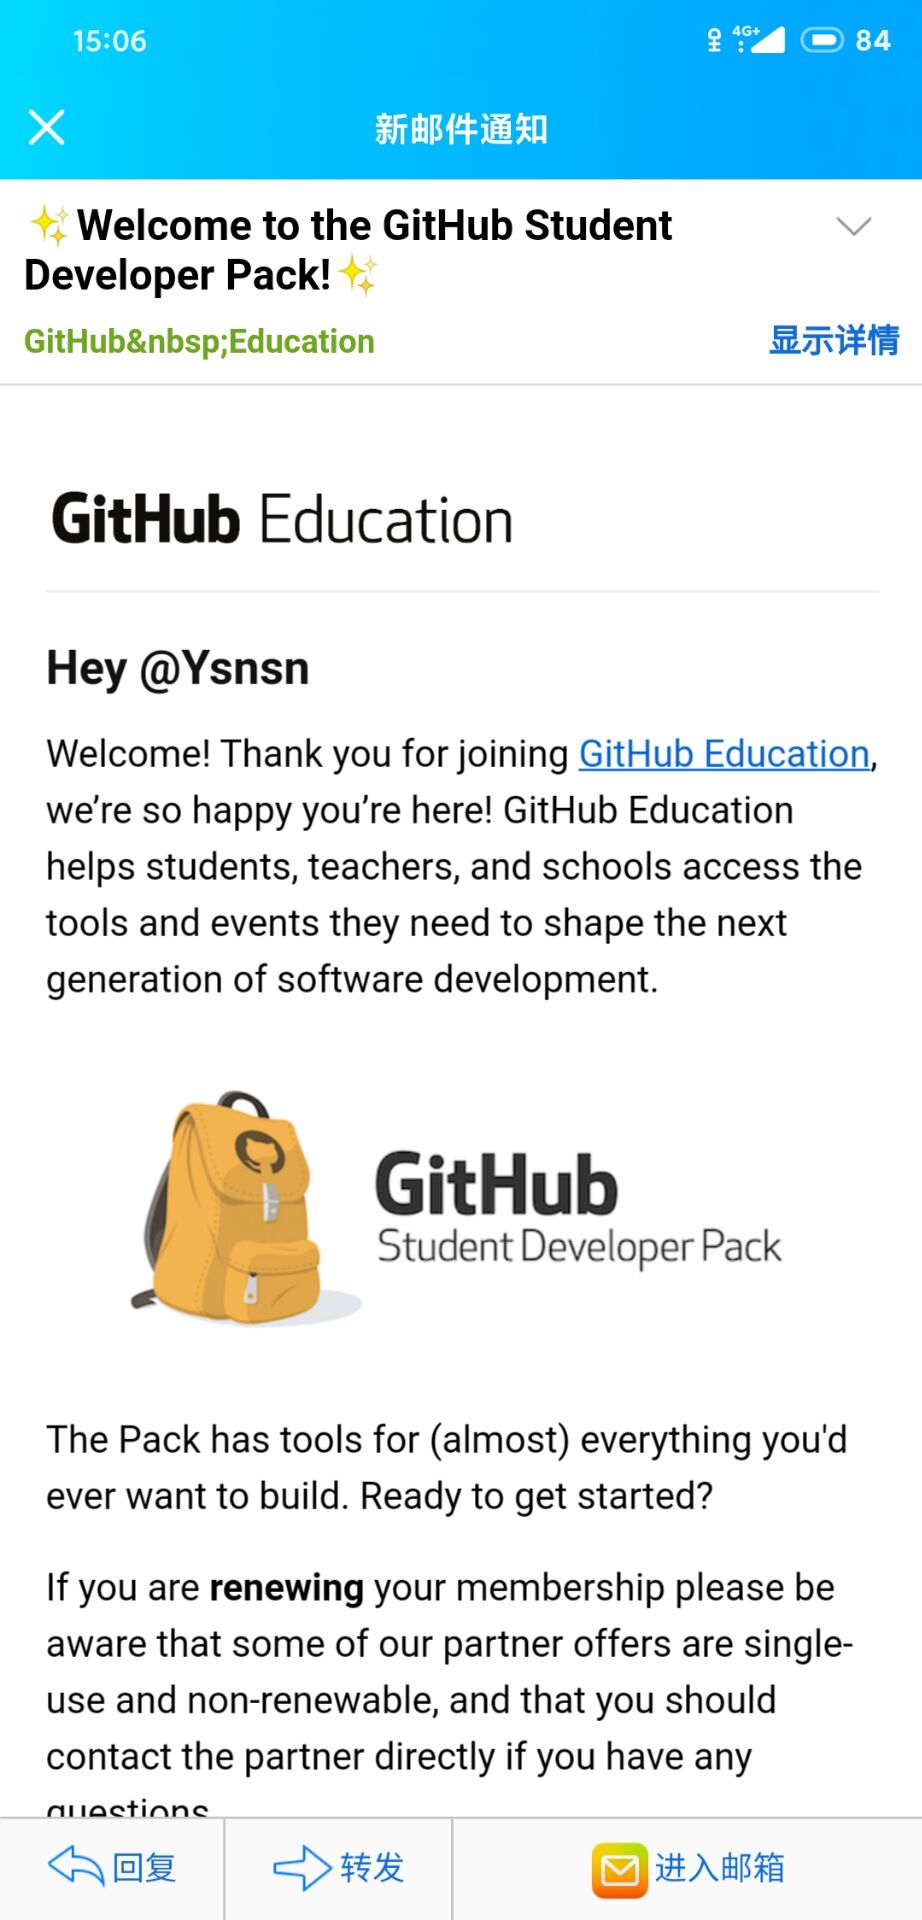 15:06
4G+
84
新邮件通知
✨Welcome to the GitHub Student
Developer Pack!✨
GitHub&nbsp;Education
显示详情
GitHub Education
Hey @Ysnsn
Welcome! Thank you for joining GitHub Education,
we’re so happy you’re here! GitHub Education
helps students, teachers, and schools access the
tools and events they need to shape the next
generation of software development.
GitHub
Student Developer Pack
The Pack has tools for (almost) everything you'd
ever want to build. Ready to get started?
If you are renewing your membership please be
aware that some of our partner offers are single-
use and non-renewable, and that you should
contact the partner directly if you have any
questions
回复
转发
进入邮箱